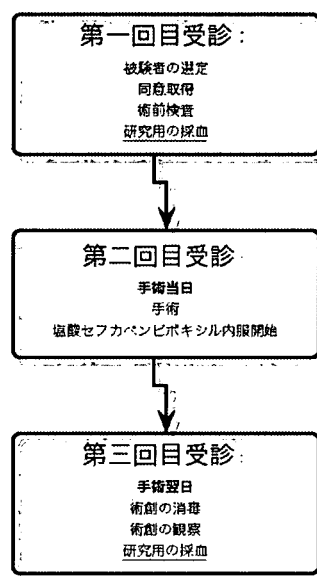 第一回目受診：
被験者の選定
同意取得
術前検査
研究用の採血
第二回目受診
手術当日
手術
塩酸セフカペンピボキシル内服開始
第三回目受診：
手術翌日
術創の消毒
術創の観察
研究用の採血